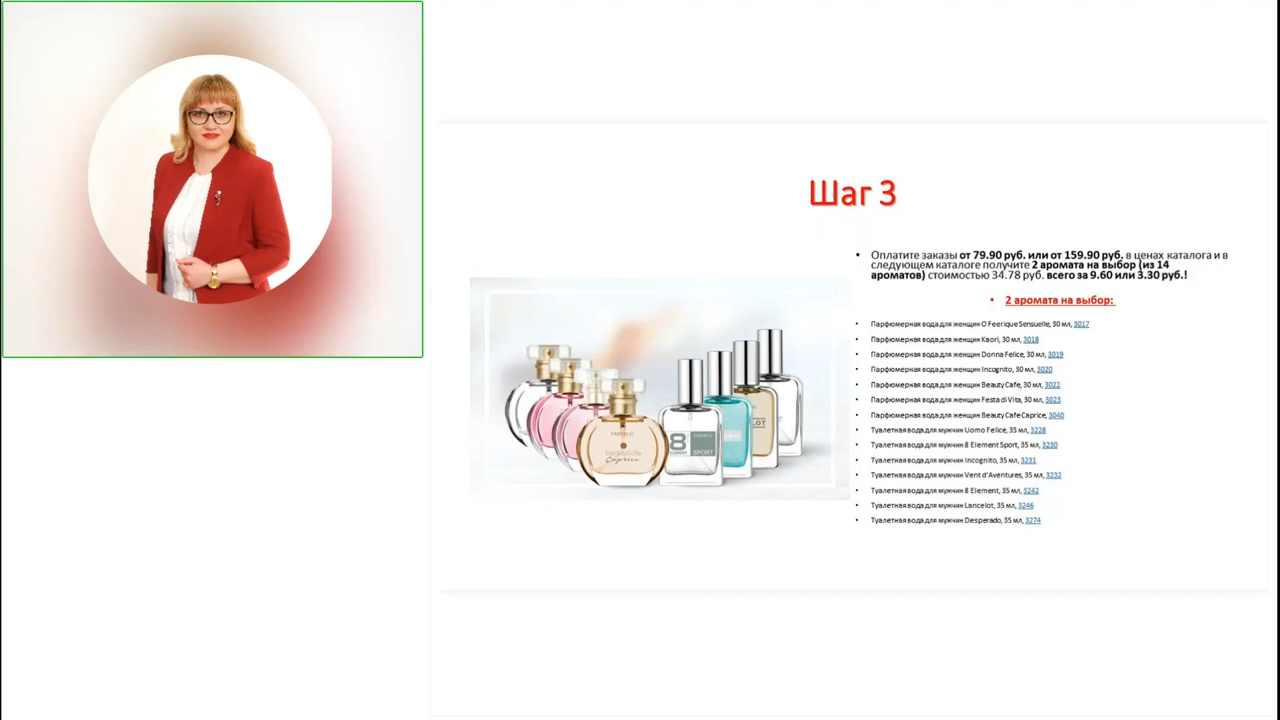 Шаг 3
• Оплатите заказы от 79.90 руб. или от 159.90 руб. в ценах каталога и в
следующем каталоге получите 2 аромата на выбор (из 14
ароматов) стоимостью 34.78 руб. всего за 9.60 или 3.30 руб.!
• 2 аромата на выбор:
• Парфюмерная вода для женщин O Feerique Sensuelle, 30 мл, 3017
• Парфюмерная вода для женщин Kaori, 30 мл, 3018
• Парфюмерная вода для женщин Donna Felice, 30 мл, 3019
• Парфюмерная вода для женщин Incognito, 30 мл, 3020
• Парфюмерная вода для женщин Beauty Cafe, 30 мл, 3022
• Парфюмерная вода для женщин Festa di Vita, 30 мл, 3023
• Парфюмерная вода для женщин Beauty Cafe Caprice, 3040
• Туалетная вода для мужчин Uomo Felice, 35 мл, 3228
• Туалетная вода для мужчин 8 Element Sport, 35 мл, 3230
• Туалетная вода для мужчин Incognito, 35 мл, 3231
• Туалетная вода для мужчин Vent d'Aventures, 35 мл, 3232
• Туалетная вода для мужчин 8 Element, 35 мл, 3242
• Туалетная вода для мужчин Lancelot, 35 мл, 3246
• Туалетная вода для мужчин Desperado, 35 мл, 3274
FABERLIC
beautycafe
Caprice
8
ELEMENT
FABERLIC
SPORT
LOT